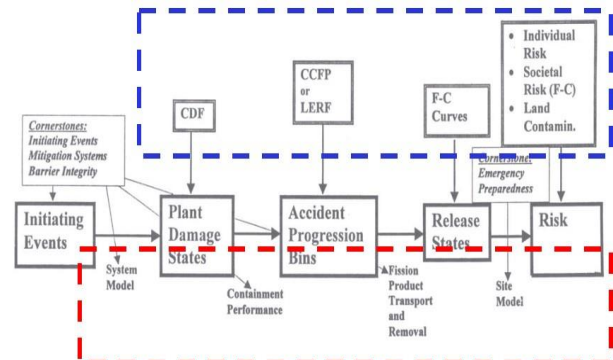 • Individual
Risk
• Societal
Risk (F-C)
• Land
Contamin.
CCFP
or
LERF
F-C
Curves
CDF
Cornerstones:
Initiating Events
Mitigation Systems
Barrier Integrity
Cornerstone:
Emergency
Preparedness
Initiating
Events
Plant
Damage
States
Accident
Progression
Bins
Release
States
Risk
System
Model
Containment
Performance
Fission
Product
Transport
and
Removal
Site
Model